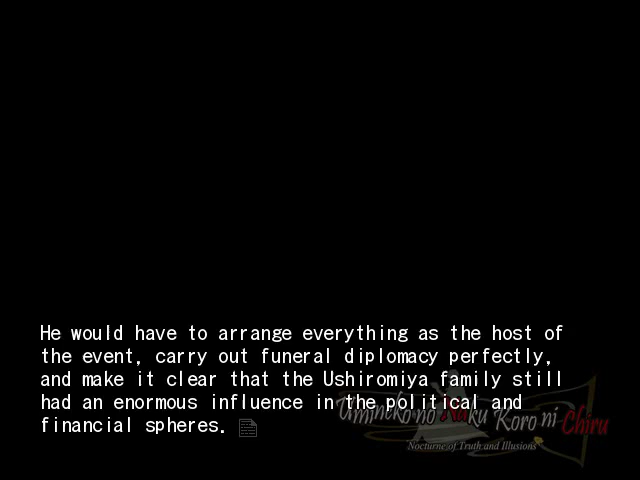 He would have to arrange everything as the host of
the event, carry out funeral diplomacy perfectly,
and make it clear that the Ushiromiya family still
had an enormous influence in the political and
financial spheres.
Umineko no Naku Koro ni Chiru
Nocturne of Truth and Illusions